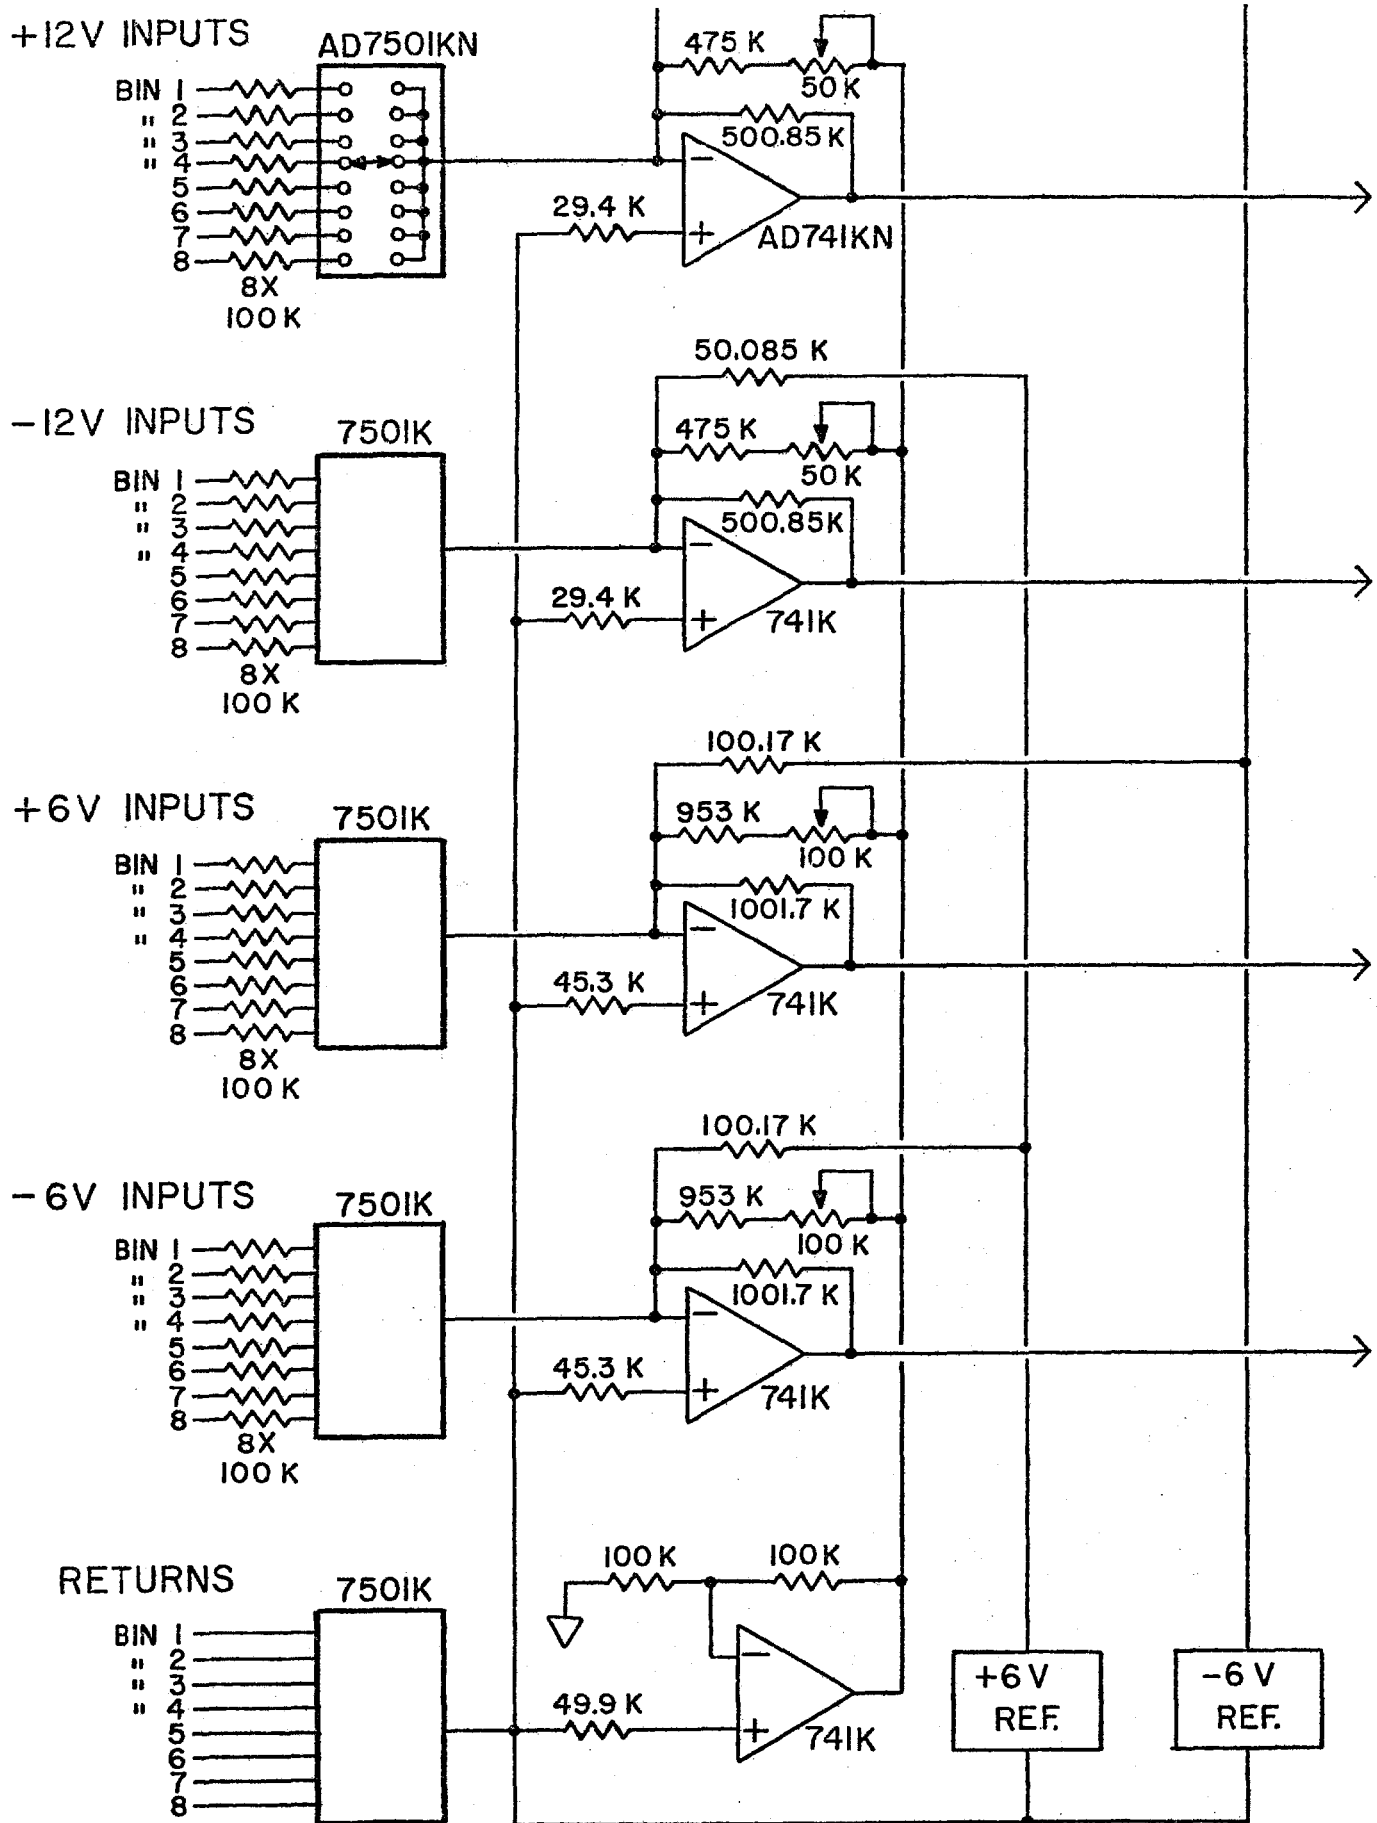 +12V INPUTS
AD7501KN
475 K
50 K
BIN 1
" 2
" 3
" 4
5
6
7
8
8X
100 K
500.85 K
−
29.4 K
+
AD741KN
50.085 K
-12V INPUTS
7501K
475 K
50 K
BIN 1
" 2
" 3
" 4
5
6
7
8
8X
100 K
500.85K
−
29.4 K
+
741K
100.17 K
+6V INPUTS
7501K
953 K
100 K
BIN 1
" 2
" 3
" 4
5
6
7
8
8X
100 K
1001.7 K
−
45.3 K
+
741K
100.17 K
-6V INPUTS
7501K
953 K
100 K
BIN 1
" 2
" 3
" 4
5
6
7
8
8X
100 K
1001.7 K
−
45.3 K
+
741K
RETURNS
7501K
100 K
100 K
BIN 1
" 2
" 3
" 4
5
6
7
8
−
49.9 K
+
741K
+6 V
REF.
-6V
REF.